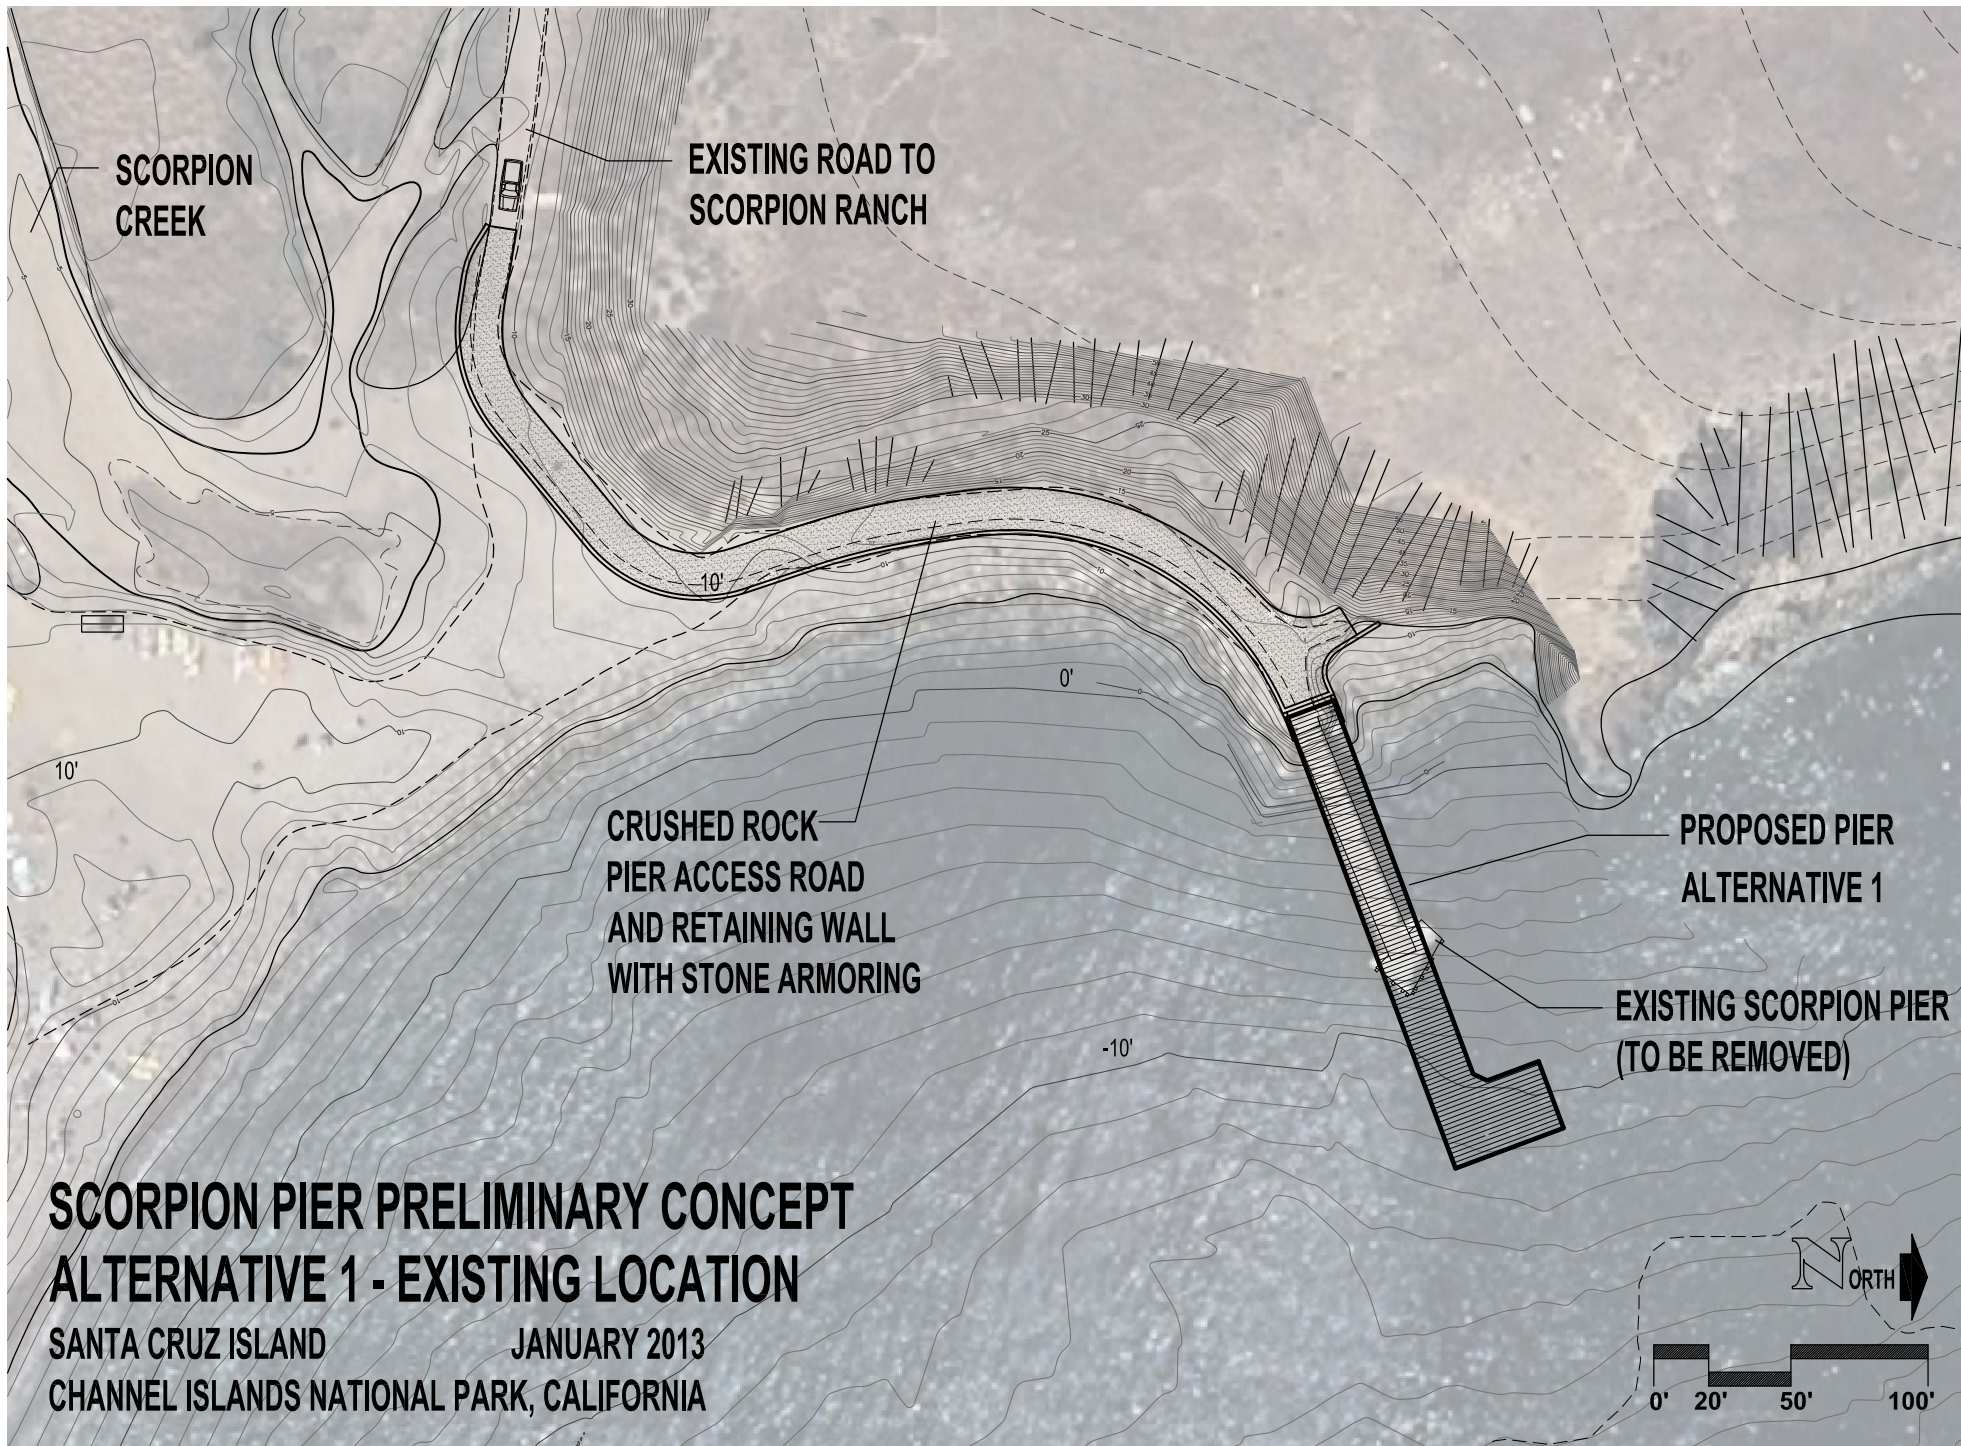 SCORPION
CREEK
EXISTING ROAD TO
SCORPION RANCH
10'
0'
10'
CRUSHED ROCK
PIER ACCESS ROAD
AND RETAINING WALL
WITH STONE ARMORING
PROPOSED PIER
ALTERNATIVE 1
EXISTING SCORPION PIER
(TO BE REMOVED)
-10'
SCORPION PIER PRELIMINARY CONCEPT
ALTERNATIVE 1 - EXISTING LOCATION
SANTA CRUZ ISLAND JANUARY 2013
CHANNEL ISLANDS NATIONAL PARK, CALIFORNIA
NORTH
0' 20' 50' 100'